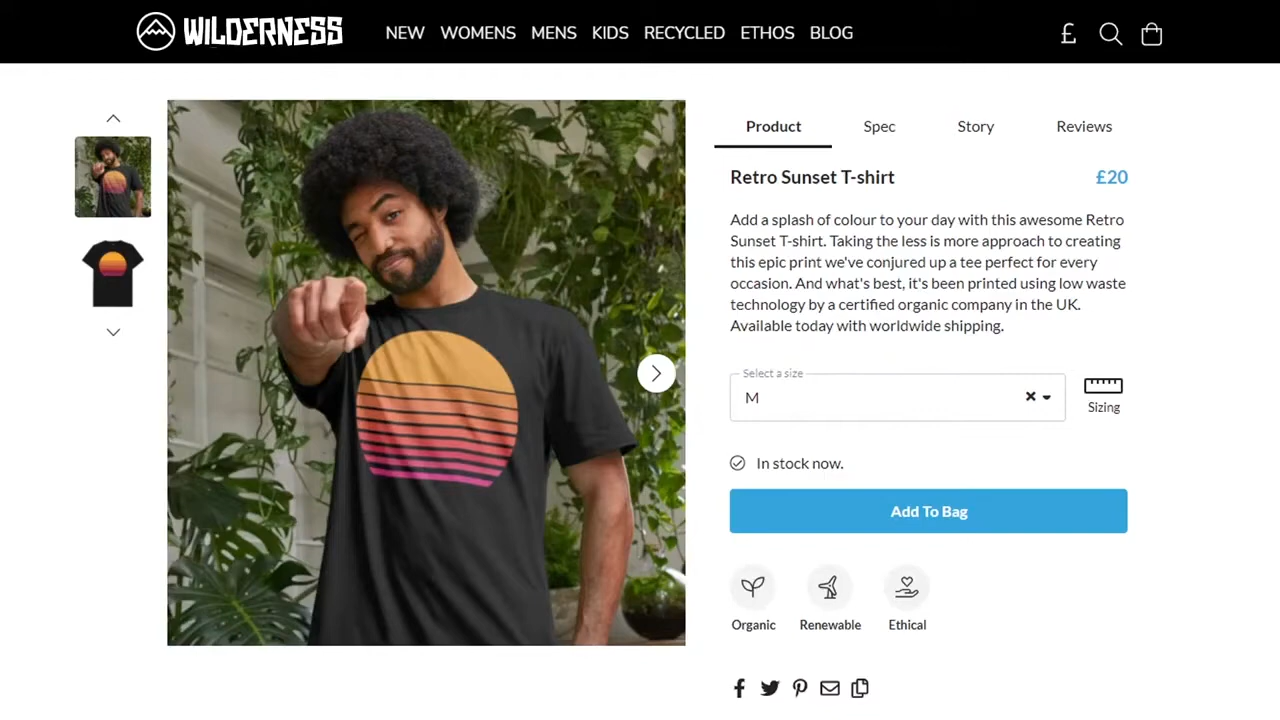 WILDERNESS
NEW WOMENS MENS KIDS RECYCLED ETHOS BLOG £
Product Spec Story Reviews
Retro Sunset T-shirt £20
Add a splash of colour to your day with this awesome Retro
Sunset T-shirt. Taking the less is more approach to creating
this epic print we've conjured up a tee perfect for every
occasion. And what's best, it's been printed using low waste
technology by a certified organic company in the UK.
Available today with worldwide shipping.
Select a size
M
Sizing
In stock now.
Add To Bag
Organic Renewable Ethical